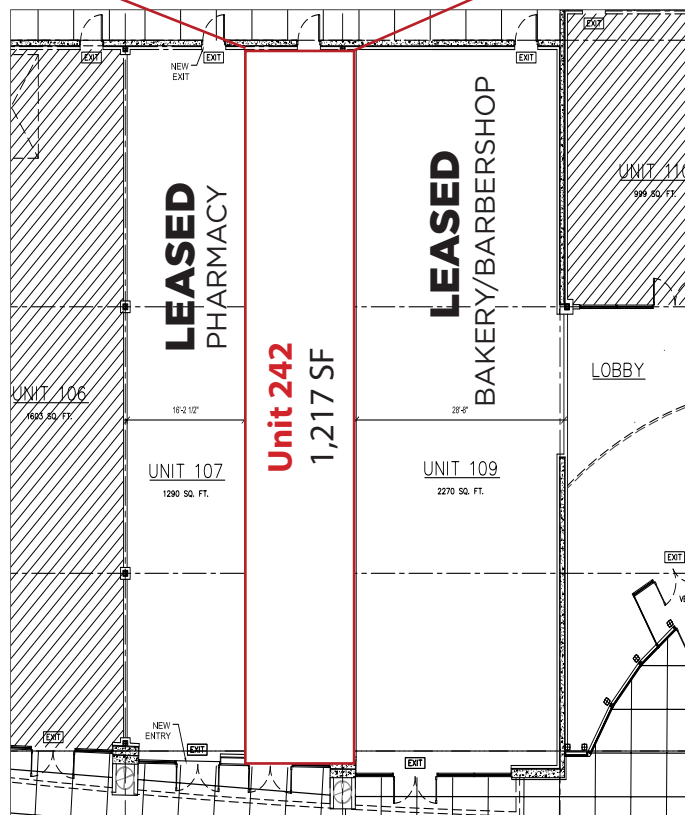 EXIT
EXIT
NEW
EXIT
EXIT
EXIT
LEASED
PHARMACY
LEASED
BAKERY/BARBERSHOP
999 SQ. FT.
Unit 242
1,217 SF
LOBBY
UNIT 106
1603 SQ. FT.
16'-2 1/2"
28'-8"
UNIT 107
1290 SQ. FT.
UNIT 109
2270 SQ. FT.
EXIT
NEW
ENTRY
EXIT
EXIT
EXIT